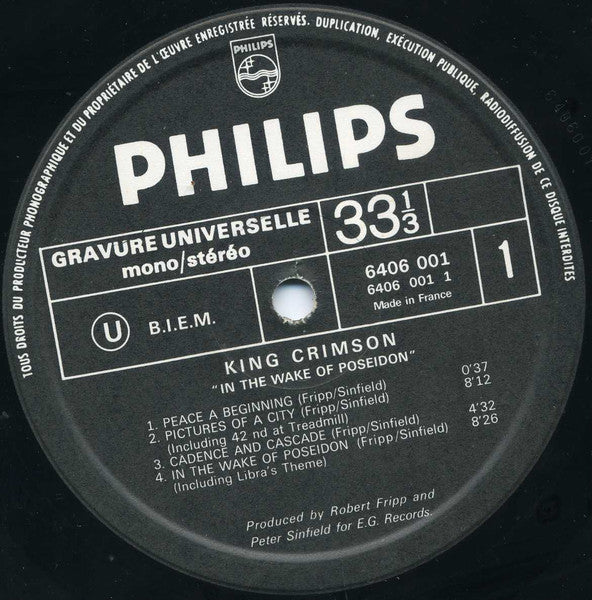 TOUS DROITS DU PRODUCTEUR PHONOGRAPHIQUE ET DU PROPRIÉTAIRE DE L'ŒUVRE ENREGISTRÉE RÉSERVÉS. DUPLICATION, EXÉCUTION PUBLIQUE, RADIODIFFUSION DE CE DISQUE INTERDITES
PHILIPS
PHILIPS
GRAVURE UNIVERSELLE
mono/stéréo
33 1/3
U B.I.E.M.
6406 001
6406 001 1
Made in France
1
KING CRIMSON
"IN THE WAKE OF POSEIDON"
1. PEACE A BEGINNING (Fripp/Sinfield) 0'37
2. PICTURES OF A CITY (Fripp/Sinfield) 8'12
(Including 42 nd at Treadmill)
3. CADENCE AND CASCADE (Fripp/Sinfield) 4'32
4. IN THE WAKE OF POSEIDON (Fripp/Sinfield) 8'26
(Including Libra's Theme)
Produced by Robert Fripp and
Peter Sinfield for E.G. Records.